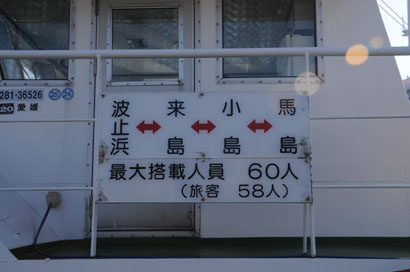 281-36526
20 愛媛
波止浜 ↔ 来島 ↔ 小島 ↔ 馬島
最大搭載人員 60人
(旅客 58人)